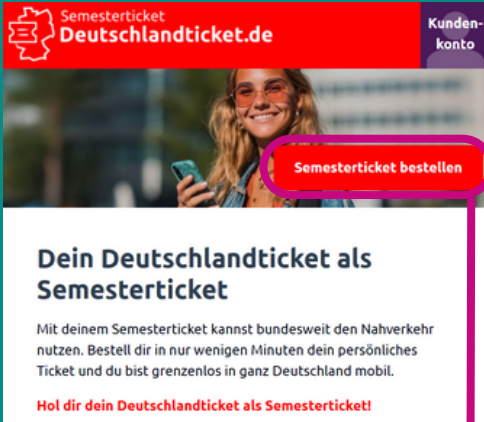 Semesterticket
Deutschlandticket.de
Kunden-
konto
Semesterticket bestellen
Dein Deutschlandticket als
Semesterticket
Mit deinem Semesterticket kannst bundesweit den Nahverkehr
nutzen. Bestell dir in nur wenigen Minuten dein persönliches
Ticket und du bist grenzenlos in ganz Deutschland mobil.
Hol dir dein Deutschlandticket als Semesterticket!